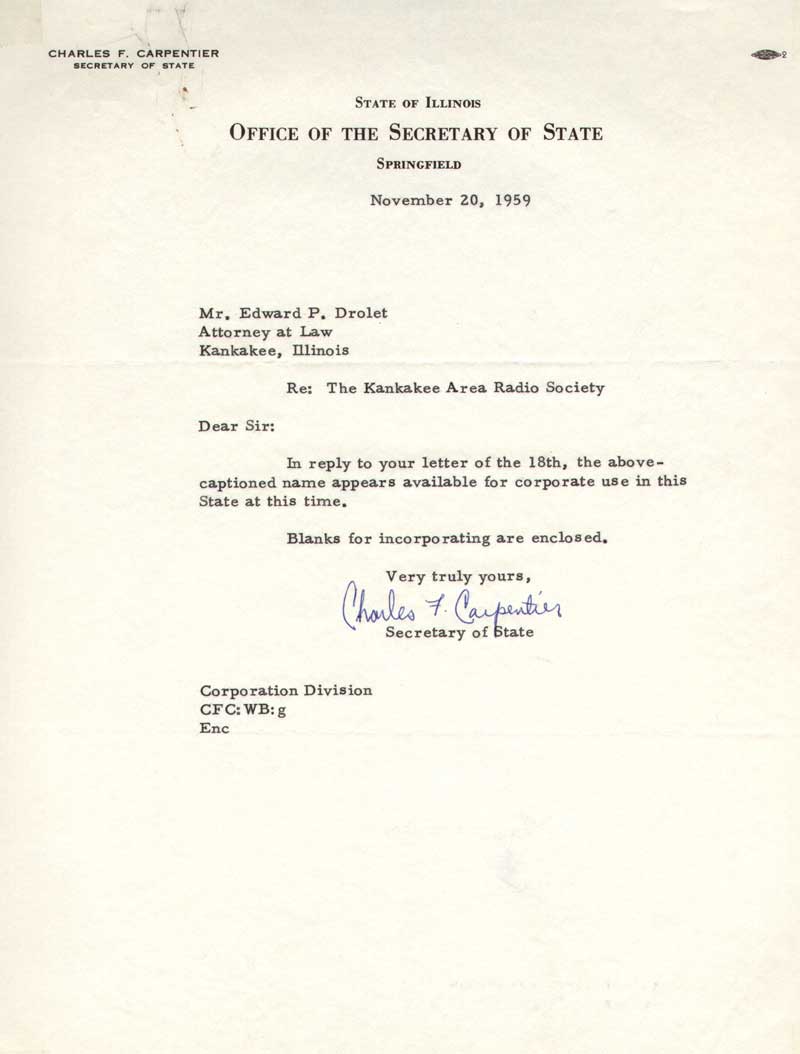 CHARLES F. CARPENTIER
SECRETARY OF STATE
2
STATE OF ILLINOIS
OFFICE OF THE SECRETARY OF STATE
SPRINGFIELD
November 20, 1959
Mr. Edward P. Drolet
Attorney at Law
Kankakee, Illinois
Re: The Kankakee Area Radio Society
Dear Sir:
In reply to your letter of the 18th, the above-
captioned name appears available for corporate use in this
State at this time.
Blanks for incorporating are enclosed.
Very truly yours,
Charles F. Carpentier
Secretary of State
Corporation Division
CFC:WB:g
Enc